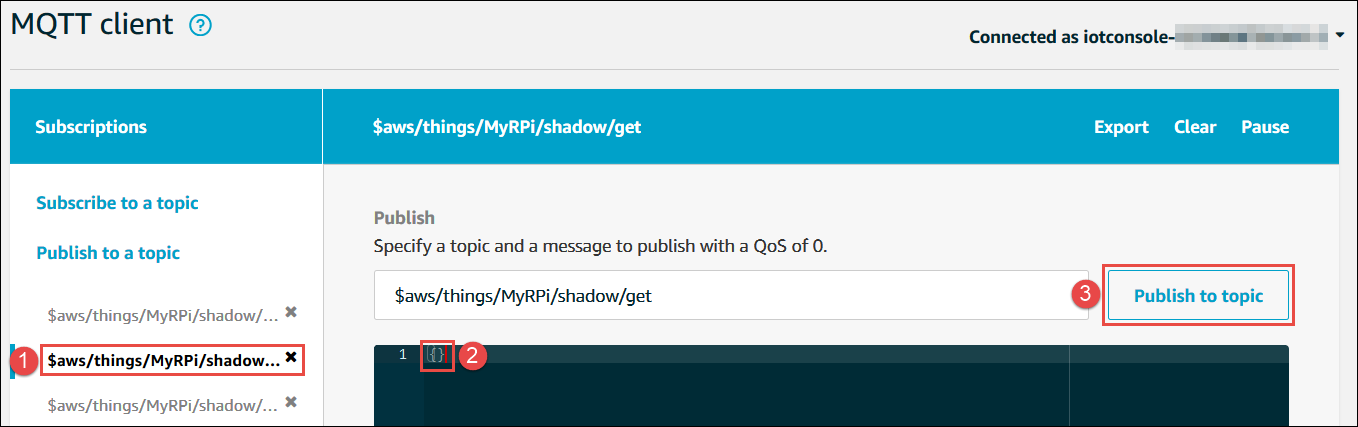 MQTT client ?
Connected as iotconsole-
Subscriptions
$aws/things/MyRPi/shadow/get
Export Clear Pause
Subscribe to a topic
Publish to a topic
$aws/things/MyRPi/shadow/... ✖
1 $aws/things/MyRPi/shadow... ✖
$aws/things/MyRPi/shadow/... ✖
Publish
Specify a topic and a message to publish with a QoS of 0.
$aws/things/MyRPi/shadow/get
3 Publish to topic
1 {} 2